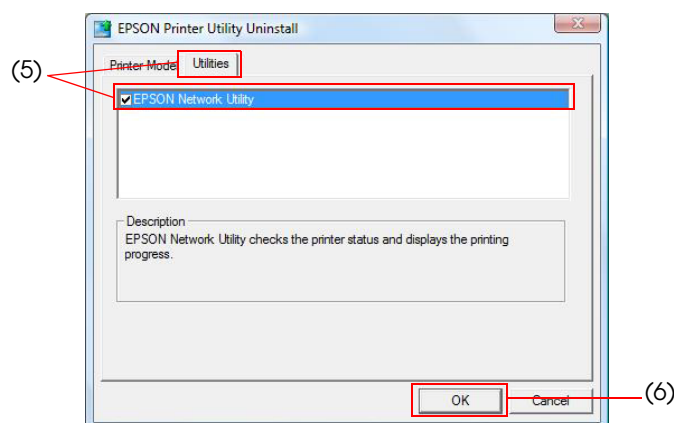 EPSON Printer Utility Uninstall
(5)
Printer Mode Utilities
EPSON Network Utility
Description
EPSON Network Utility checks the printer status and displays the printing
progress.
OK Cancel
(6)